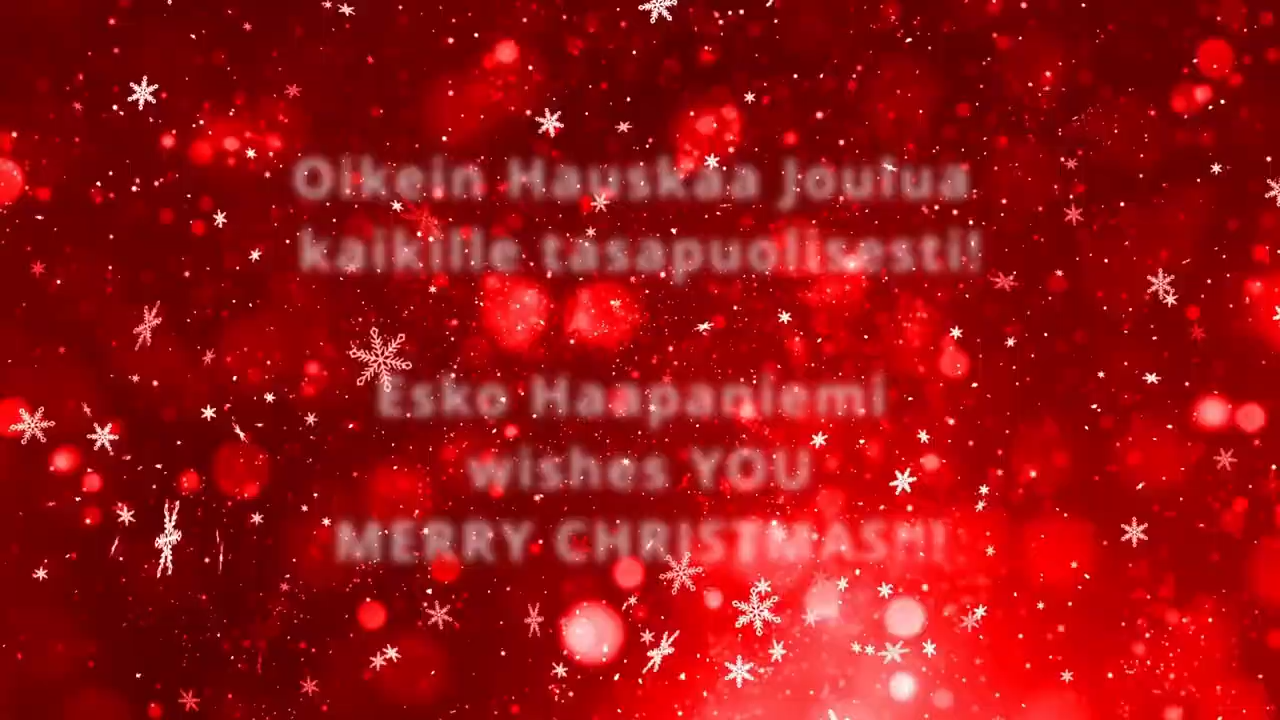 Oikein Hauskaa Joulua
kaikille tasapuolisesti!
Esko Haapaniemi
wishes YOU
MERRY CHRISTMAS!!!